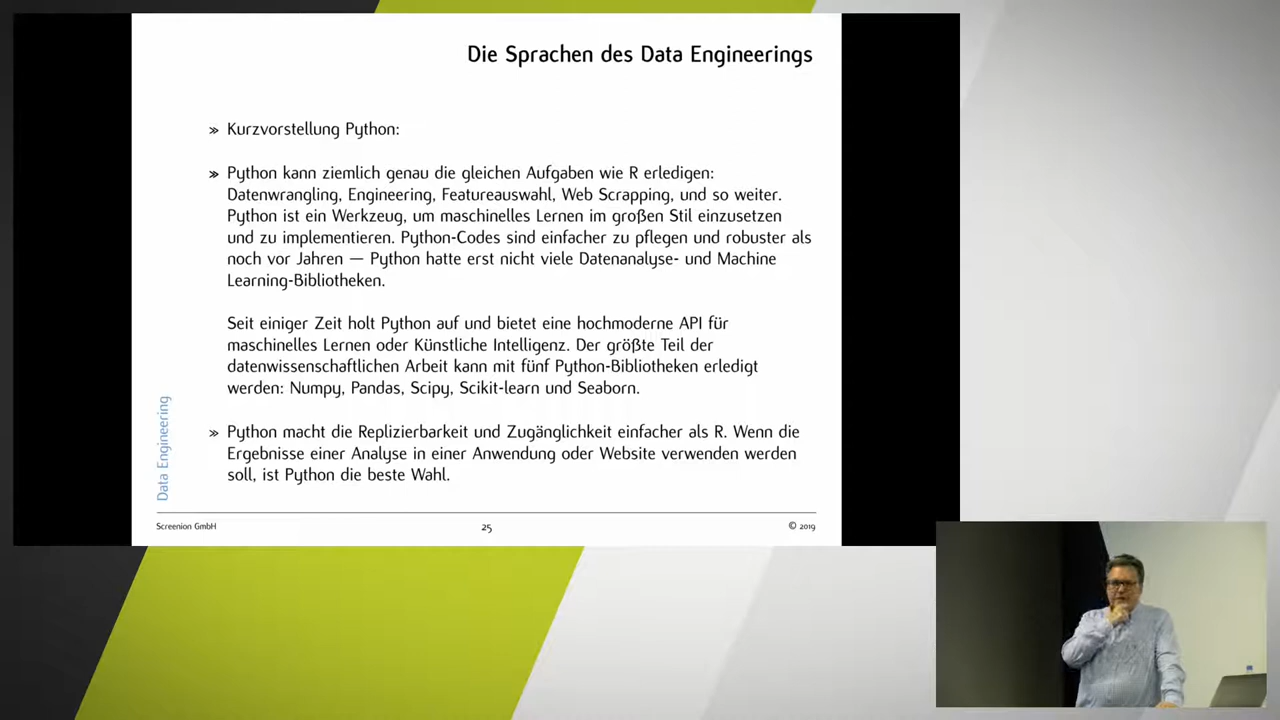 Die Sprachen des Data Engineerings
» Kurzvorstellung Python:
» Python kann ziemlich genau die gleichen Aufgaben wie R erledigen:
Datenwrangling, Engineering, Featureauswahl, Web Scrapping, und so weiter.
Python ist ein Werkzeug, um maschinelles Lernen im großen Stil einzusetzen
und zu implementieren. Python-Codes sind einfacher zu pflegen und robuster als
noch vor Jahren — Python hatte erst nicht viele Datenanalyse- und Machine
Learning-Bibliotheken.
Seit einiger Zeit holt Python auf und bietet eine hochmoderne API für
maschinelles Lernen oder Künstliche Intelligenz. Der größte Teil der
datenwissenschaftlichen Arbeit kann mit fünf Python-Bibliotheken erledigt
werden: Numpy, Pandas, Scipy, Scikit-learn und Seaborn.
» Python macht die Replizierbarkeit und Zugänglichkeit einfacher als R. Wenn die
Ergebnisse einer Analyse in einer Anwendung oder Website verwenden werden
soll, ist Python die beste Wahl.
Data Engineering
Screenion GmbH
25
© 2019